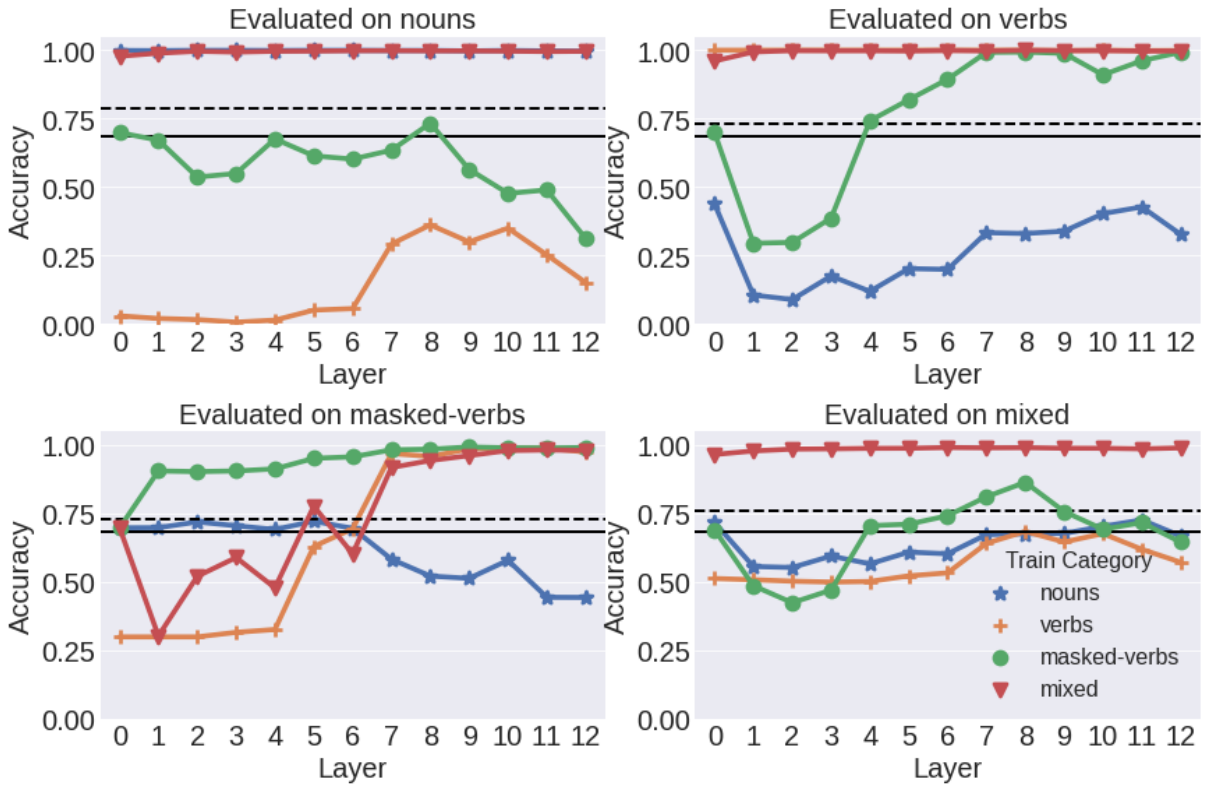 Evaluated on nouns
Accuracy
1.00
0.75
0.50
0.25
0.00
0 1 2 3 4 5 6 7 8 9 10 11 12
Layer
Evaluated on verbs
Accuracy
1.00
0.75
0.50
0.25
0.00
0 1 2 3 4 5 6 7 8 9 10 11 12
Layer
Evaluated on masked-verbs
Accuracy
1.00
0.75
0.50
0.25
0.00
0 1 2 3 4 5 6 7 8 9 10 11 12
Layer
Evaluated on mixed
Accuracy
1.00
0.75
0.50
0.25
0.00
0 1 2 3 4 5 6 7 8 9 10 11 12
Layer
Train Category
nouns
verbs
masked-verbs
mixed